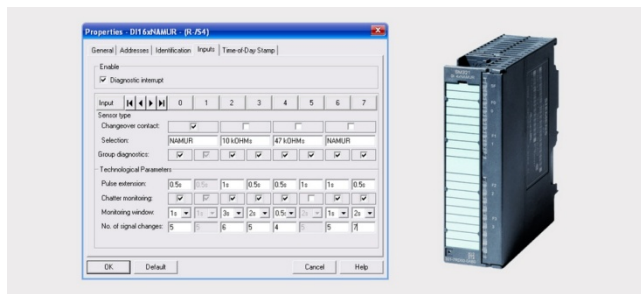 Properties - DI16xNAMUR - (R-/S4)
General Addresses Identification Inputs Time-of-Day Stamp
Enable
Diagnostic interrupt
Input 0 1 2 3 4 5 6 7
Sensor type
Changeover contact:
Selection: NAMUR 10 kOHMs 47 kOHMs NAMUR
Group diagnostics:
Technological Parameters
Pulse extension: 0.5s 0.5s 1s 0.5s 0.5s 1s 1s 0.5s
Chatter monitoring:
Monitoring window: 1s 1s 3s 2s 0.5s 2s 1s 2s
No. of signal changes: 5 5 6 5 4 5 5 7
OK Default Cancel Help